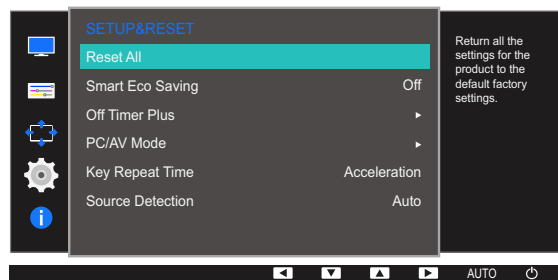 SETUP&RESET
Reset All
Smart Eco Saving Off
Off Timer Plus
PC/AV Mode
Key Repeat Time Acceleration
Source Detection Auto
Return all the
settings for the
product to the
default factory
settings.
AUTO